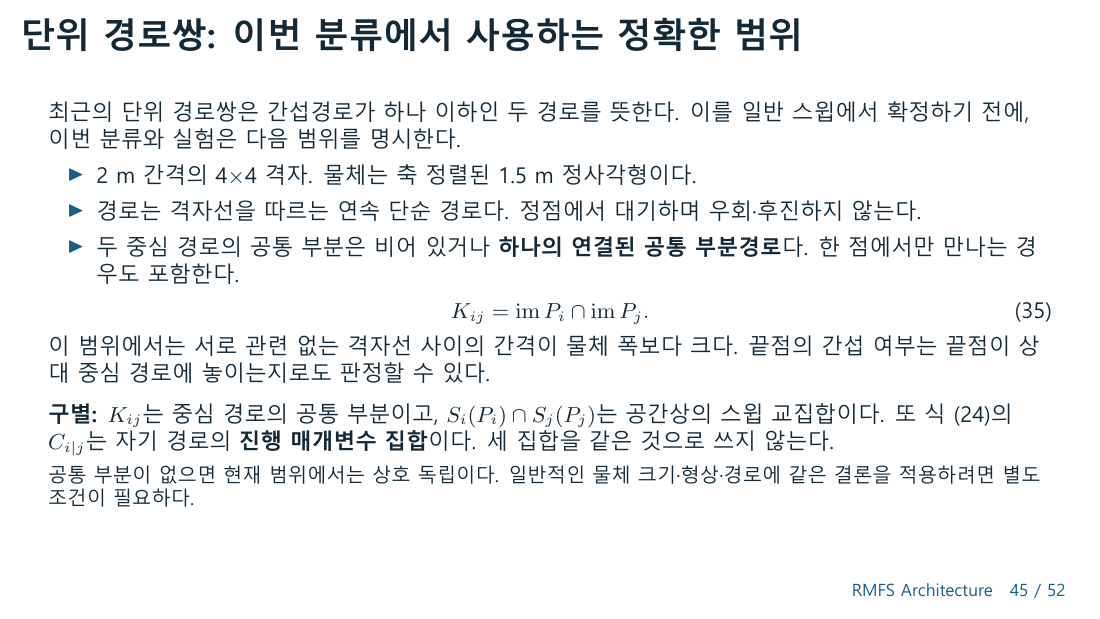 단위 경로쌍: 이번 분류에서 사용하는 정확한 범위
최근의 단위 경로쌍은 간섭경로가 하나 이하인 두 경로를 뜻한다. 이를 일반 스윕에서 확정하기 전에,
이번 분류와 실험은 다음 범위를 명시한다.
▶ 2 m 간격의 4×4 격자. 물체는 축 정렬된 1.5 m 정사각형이다.
▶ 경로는 격자선을 따르는 연속 단순 경로다. 정점에서 대기하며 우회·후진하지 않는다.
▶ 두 중심 경로의 공통 부분은 비어 있거나 하나의 연결된 공통 부분경로다. 한 점에서만 만나는 경
우도 포함한다.
K_{ij} = im P_i ∩ im P_j. (35)
이 범위에서는 서로 관련 없는 격자선 사이의 간격이 물체 폭보다 크다. 끝점의 간섭 여부는 끝점이 상
대 중심 경로에 놓이는지로도 판정할 수 있다.
구별: K_{ij}는 중심 경로의 공통 부분이고, S_i(P_i) ∩ S_j(P_j)는 공간상의 스윕 교집합이다. 또 식 (24)의
C_{i|j}는 자기 경로의 진행 매개변수 집합이다. 세 집합을 같은 것으로 쓰지 않는다.
공통 부분이 없으면 현재 범위에서는 상호 독립이다. 일반적인 물체 크기·형상·경로에 같은 결론을 적용하려면 별도
조건이 필요하다.
RMFS Architecture 45 / 52